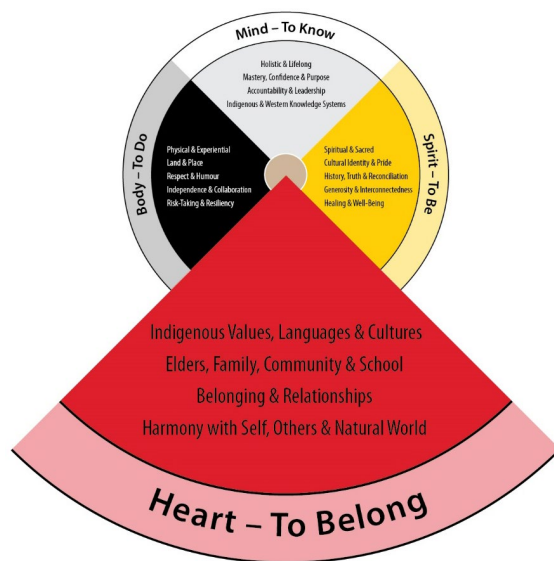 Mind – To Know
Holistic & Lifelong
Mastery, Confidence & Purpose
Accountability & Leadership
Indigenous & Western Knowledge Systems
Body – To Do
Physical & Experiential
Land & Place
Respect & Humour
Independence & Collaboration
Risk-Taking & Resiliency
Spirit – To Be
Spiritual & Sacred
Cultural Identity & Pride
History, Truth & Reconciliation
Generosity & Interconnectedness
Healing & Well-Being
Indigenous Values, Languages & Cultures
Elders, Family, Community & School
Belonging & Relationships
Harmony with Self, Others & Natural World
Heart – To Belong